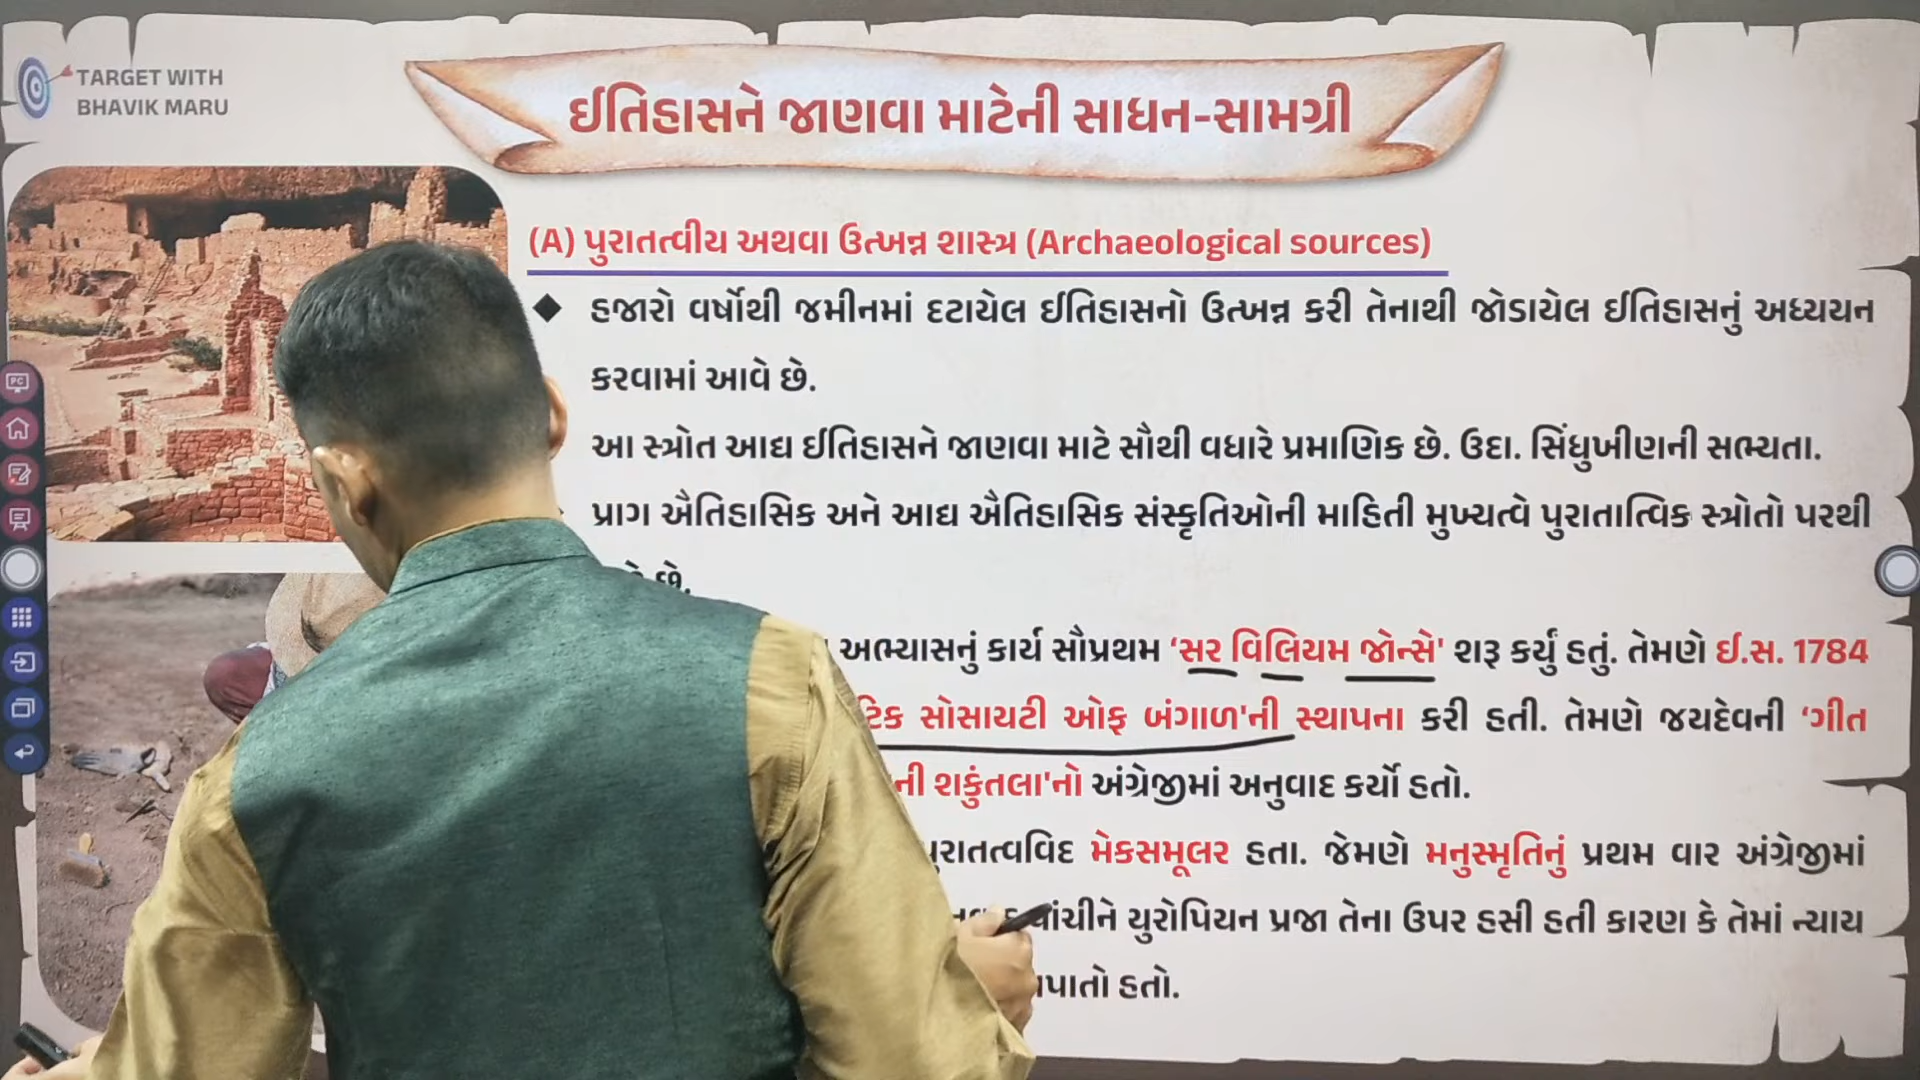 TARGET WITH
BHAVIK MARU
ઈતિહાસને જાણવા માટેની સાધન-સામગ્રી
(A) પુરાતત્વીય અથવા ઉત્ખન્ન શાસ્ત્ર (Archaeological sources)
હજારો વર્ષોથી જમીનમાં દટાયેલ ઈતિહાસનો ઉત્ખન્ન કરી તેનાથી જોડાયેલ ઈતિહાસનું અધ્યયન
કરવામાં આવે છે.
આ સ્ત્રોત આદ્ય ઈતિહાસને જાણવા માટે સૌથી વધારે પ્રમાણિક છે. ઉદા. સિંધુખીણની સભ્યતા.
પ્રાગ ઐતિહાસિક અને આદ્ય ઐતિહાસિક સંસ્કૃતિઓની માહિતી મુખ્યત્વે પુરાતાત્વિક સ્ત્રોતો પરથી
છે.
અભ્યાસનું કાર્ય સૌપ્રથમ ‘સર વિલિયમ જોન્સે' શરૂ કર્યું હતું. તેમણે ઈ.સ. 1784
સોસાયટી ઓફ બંગાળ'ની સ્થાપના કરી હતી. તેમણે જયદેવની ‘ગીત
શકુંતલા'નો અંગ્રેજીમાં અનુવાદ કર્યો હતો.
મેકસમૂલર હતા. જેમણે મનુસ્મૃતિનું પ્રથમ વાર અંગ્રેજીમાં
યુરોપિયન પ્રજા તેના ઉપર હસી હતી કારણ કે તેમાં ન્યાય
હતો.
PC